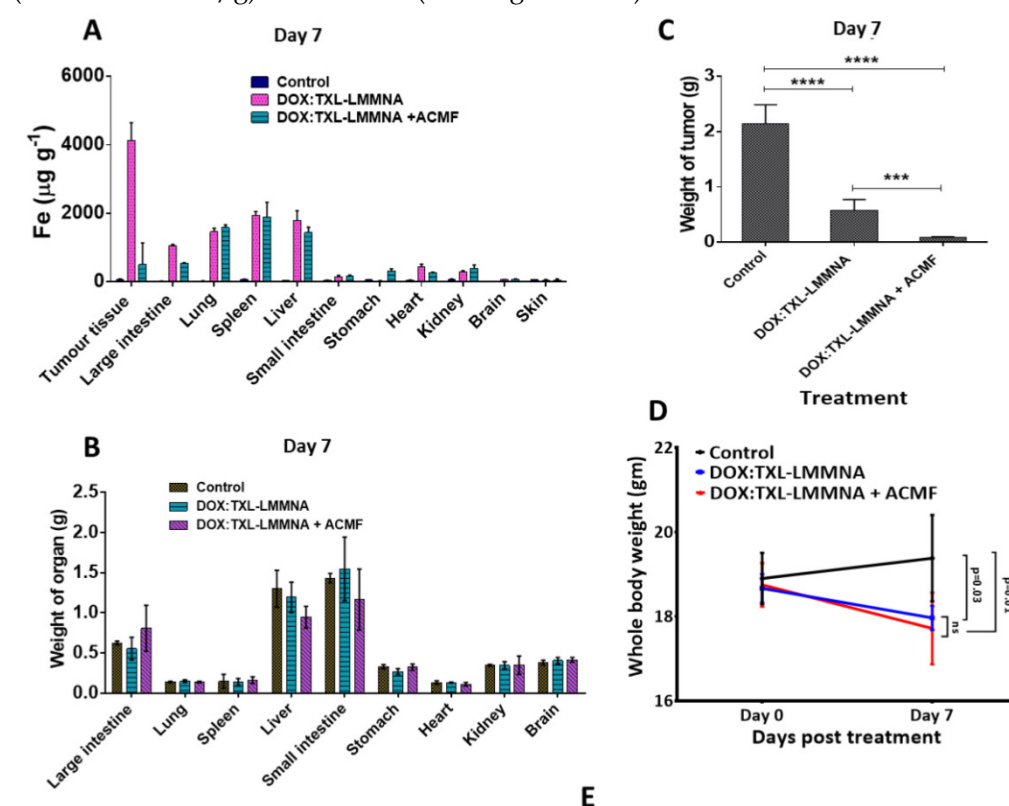 A
Day 7
Fe (µg g⁻¹)
6000
4000
2000
0
Control
DOX:TXL-LMMNA
DOX:TXL-LMMNA +ACMF
Tumour tissue
Large intestine
Lung
Spleen
Liver
Small intestine
Stomach
Heart
Kidney
Brain
Skin
C
Day 7
Weight of tumor (g)
3
2
1
0
****
****
***
Control
DOX:TXL-LMMNA
DOX:TXL-LMMNA + ACMF
Treatment
B
Day 7
Weight of organ (g)
2.5
2.0
1.5
1.0
0.5
0.0
Control
DOX:TXL-LMMNA
DOX:TXL-LMMNA + ACMF
Large intestine
Lung
Spleen
Liver
Small intestine
Stomach
Heart
Kidney
Brain
D
Whole body weight (gm)
22
20
18
16
Control
DOX:TXL-LMMNA
DOX:TXL-LMMNA + ACMF
p=0.03
ns
Day 0
Day 7
Days post treatment
E